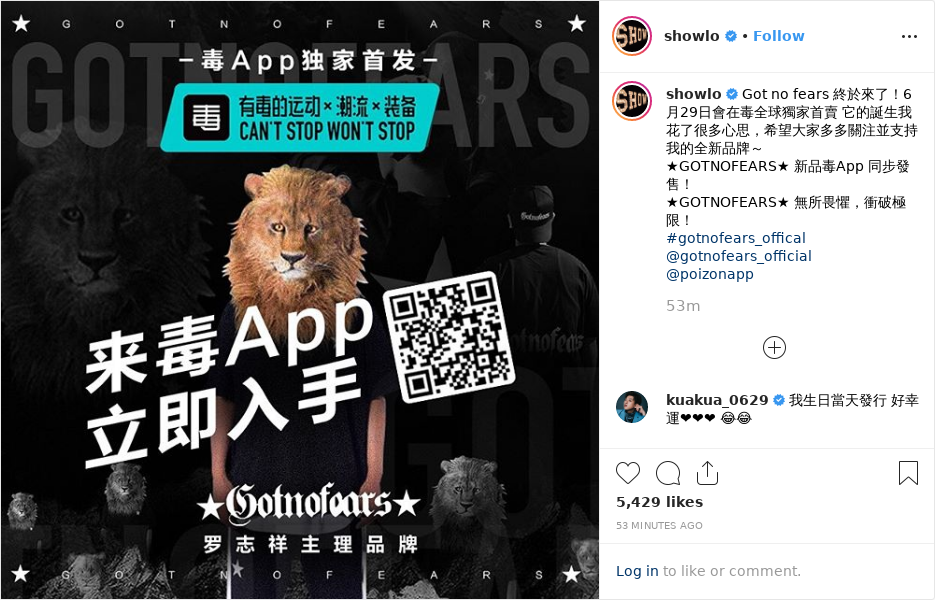 ★ G O T N O F E A R S ★
GOTNOFEARS
–毒App独家首发–
毒 有毒的运动×潮流×装备
CAN'T STOP WON'T STOP
Gotnofears
来毒App
立即入手
★Gotnofears★
罗志祥主理品牌
★ G O T N O F E A R S ★
showlo • Follow
showlo Got no fears 終於來了！6
月29日會在毒全球獨家首賣 它的誕生我
花了很多心思，希望大家多多關注並支持
我的全新品牌～
★GOTNOFEARS★ 新品毒App 同步發
售！
★GOTNOFEARS★ 無所畏懼，衝破極
限！
#gotnofears_offical
@gotnofears_official
@poizonapp
53m
kuakua_0629 我生日當天發行 好幸
運❤❤❤ 😂😂
5,429 likes
53 MINUTES AGO
Log in to like or comment.